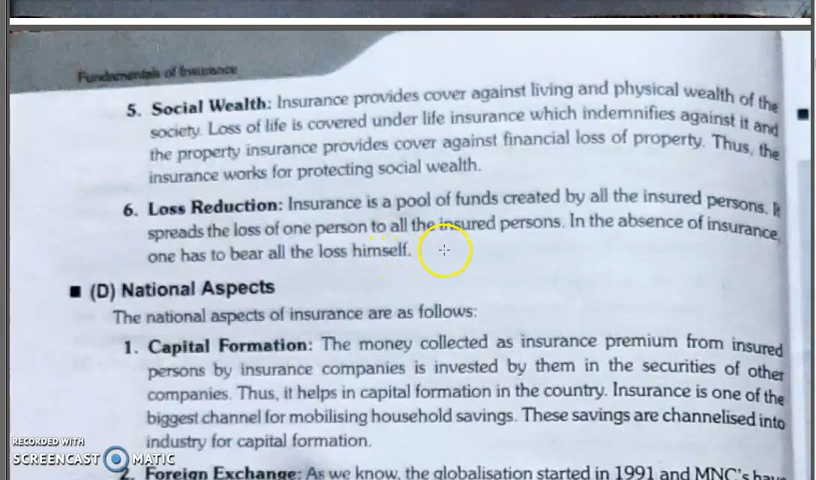 Fundamentals of Insurance
5. Social Wealth: Insurance provides cover against living and physical wealth of the
society. Loss of life is covered under life insurance which indemnifies against it and
the property insurance provides cover against financial loss of property. Thus, the
insurance works for protecting social wealth.
6. Loss Reduction: Insurance is a pool of funds created by all the insured persons. It
spreads the loss of one person to all the insured persons. In the absence of insurance,
one has to bear all the loss himself.
■ (D) National Aspects
The national aspects of insurance are as follows:
1. Capital Formation: The money collected as insurance premium from insured
persons by insurance companies is invested by them in the securities of other
companies. Thus, it helps in capital formation in the country. Insurance is one of the
biggest channel for mobilising household savings. These savings are channelised into
industry for capital formation.
2. Foreign Exchange: As we know, the globalisation started in 1991 and MNC's have
RECORDED WITH
SCREENCAST MATIC